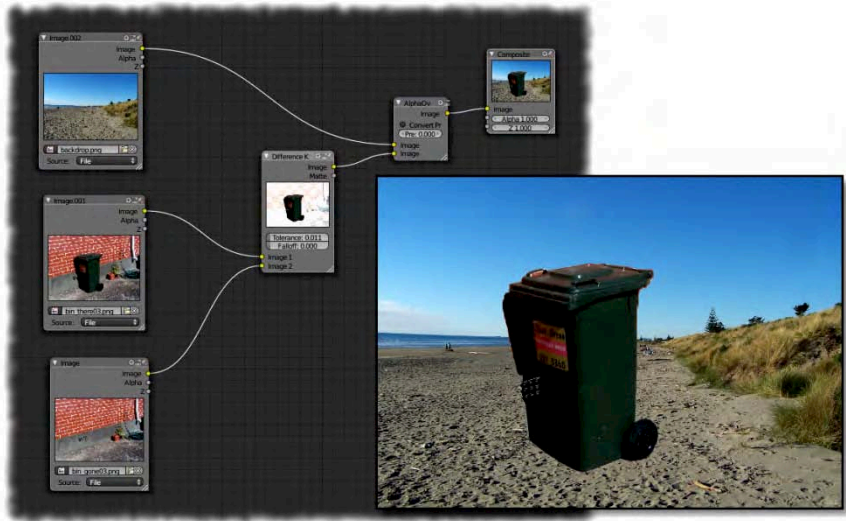 Image.002
Image
Alpha
Z
backdrop.png
Source: File
Image.001
Image
Alpha
Z
bin_there03.png
Source: File
Image
Image
Alpha
Z
bin_gone03.png
Source: File
Difference K
Image
Matte
Tolerance: 0.011
Falloff: 0.000
Image 1
Image 2
AlphaOv
Image
Convert Pr
Pre: 0.000
Image
Image
Composite
Image
Alpha 1.000
Z 1.000